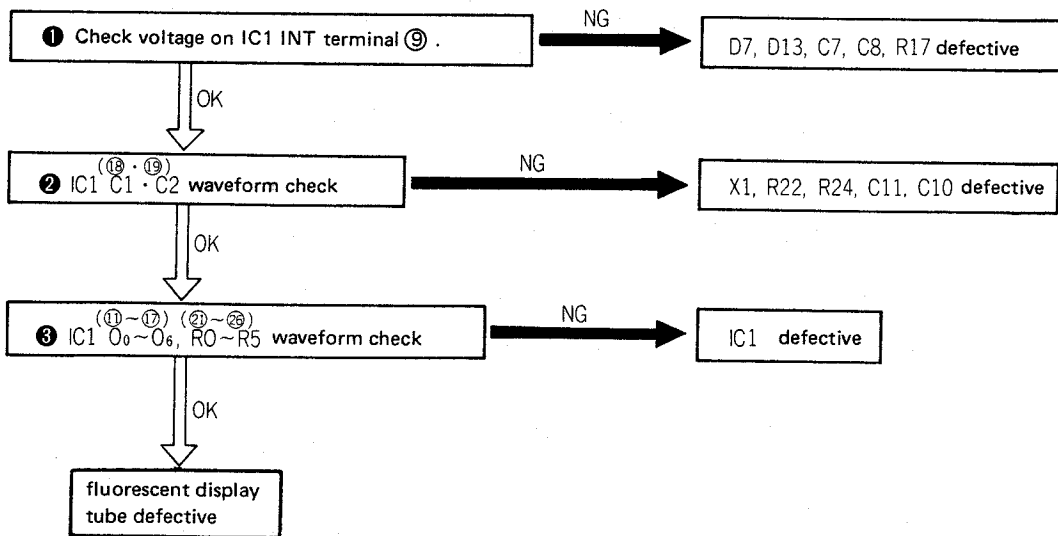 ❶ Check voltage on IC1 INT terminal ⑨ .
NG
D7, D13, C7, C8, R17 defective
OK
(⑱ · ⑲)
❷ IC1 C1 · C2 waveform check
NG
X1, R22, R24, C11, C10 defective
OK
(⑪~⑰) (㉑~㉖)
❸ IC1 O₀~O₆, R0~R5 waveform check
NG
IC1 defective
OK
fluorescent display
tube defective